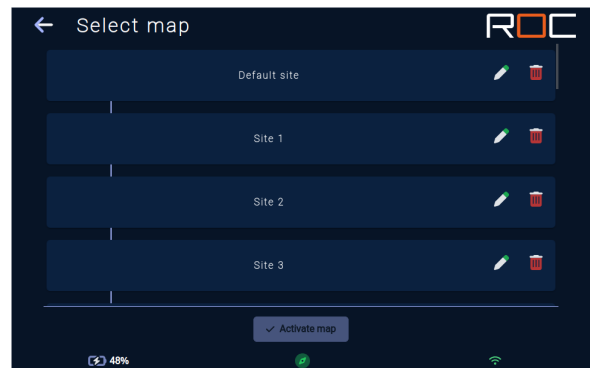 Select map
ROC
Default site
Site 1
Site 2
Site 3
Activate map
48%